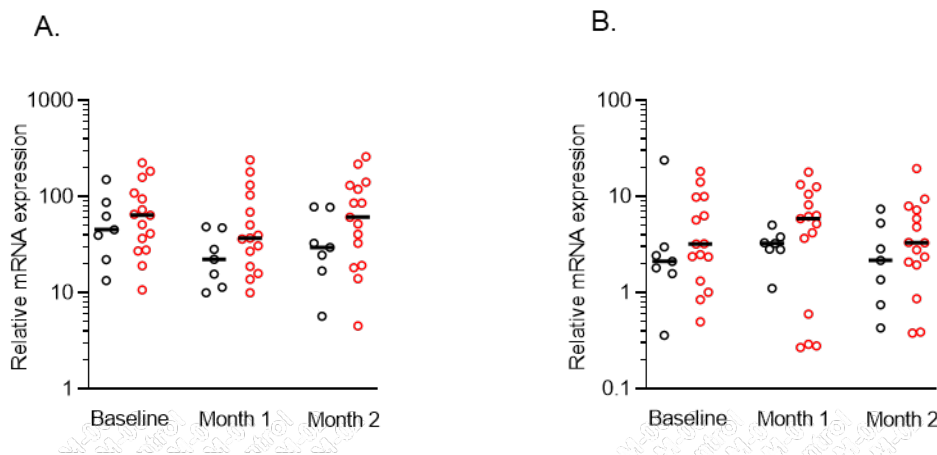 A.
B.
Relative mRNA expression
1000
100
10
1
Baseline Month 1 Month 2
Relative mRNA expression
100
10
1
0.1
Baseline Month 1 Month 2